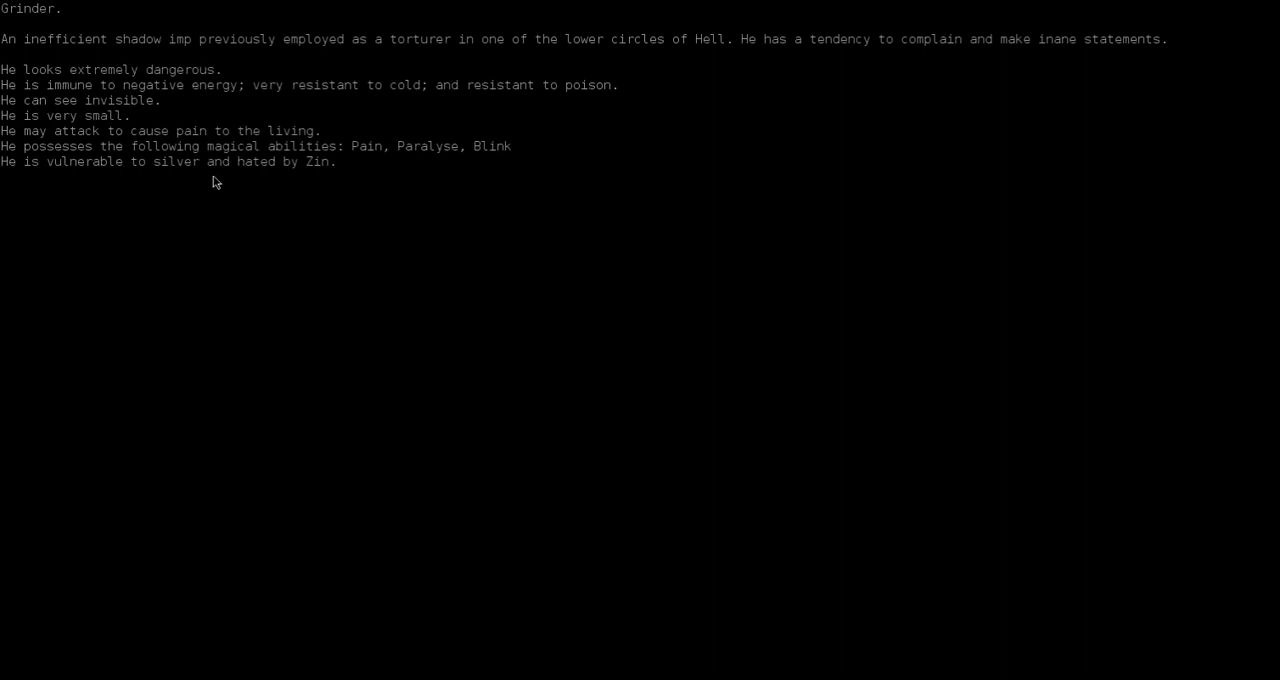 Grinder.
An inefficient shadow imp previously employed as a torturer in one of the lower circles of Hell. He has a tendency to complain and make inane statements.
He looks extremely dangerous.
He is immune to negative energy; very resistant to cold; and resistant to poison.
He can see invisible.
He is very small.
He may attack to cause pain to the living.
He possesses the following magical abilities: Pain, Paralyse, Blink
He is vulnerable to silver and hated by Zin.